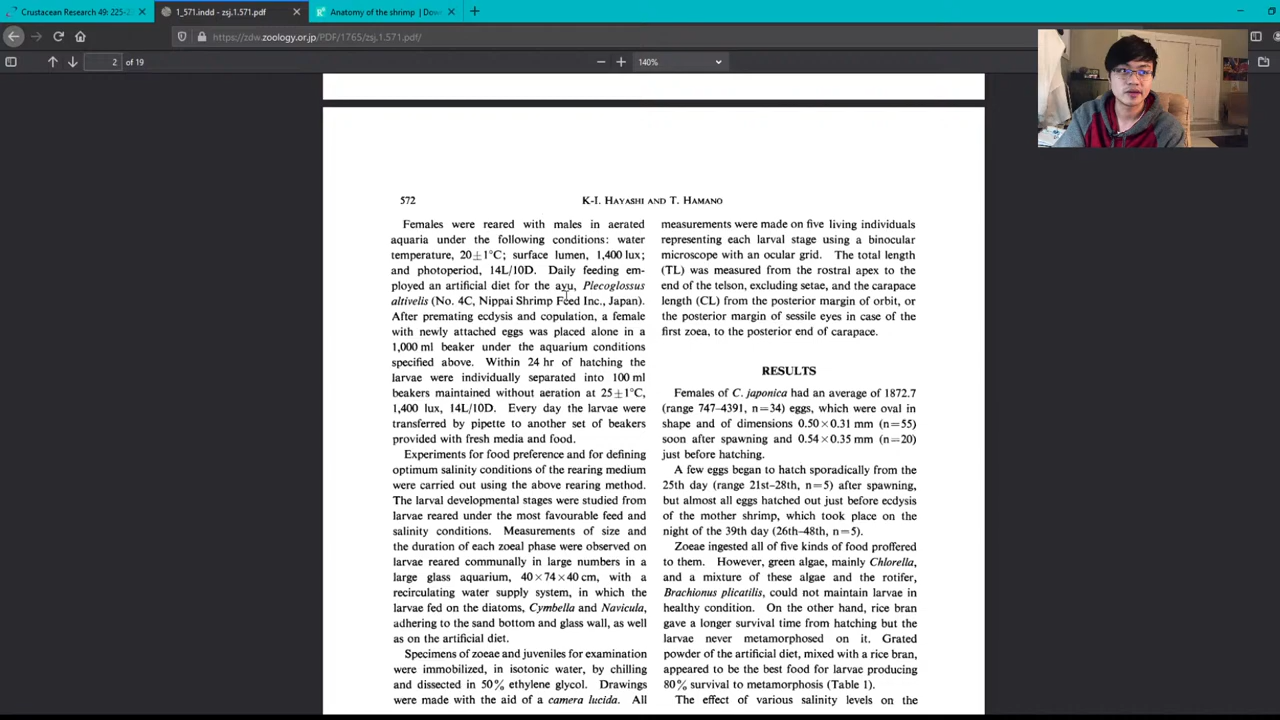 Crustacean Research 49: 225-2
1_571.indd - zsj.1.571.pdf
Anatomy of the shrimp | Dow
https://zdw.zoology.or.jp/PDF/1765/zsj.1.571.pdf/
2 of 19
140%
572
K-I. HAYASHI AND T. HAMANO
Females were reared with males in aerated
aquaria under the following conditions: water
temperature, 20±1°C; surface lumen, 1,400 lux;
and photoperiod, 14L/10D. Daily feeding em-
ployed an artificial diet for the ayu, Plecoglossus
altivelis (No. 4C, Nippai Shrimp Feed Inc., Japan).
After premating ecdysis and copulation, a female
with newly attached eggs was placed alone in a
1,000 ml beaker under the aquarium conditions
specified above. Within 24 hr of hatching the
larvae were individually separated into 100 ml
beakers maintained without aeration at 25±1°C,
1,400 lux, 14L/10D. Every day the larvae were
transferred by pipette to another set of beakers
provided with fresh media and food.
Experiments for food preference and for defining
optimum salinity conditions of the rearing medium
were carried out using the above rearing method.
The larval developmental stages were studied from
larvae reared under the most favourable feed and
salinity conditions. Measurements of size and
the duration of each zoeal phase were observed on
larvae reared communally in large numbers in a
large glass aquarium, 40×74×40 cm, with a
recirculating water supply system, in which the
larvae fed on the diatoms, Cymbella and Navicula,
adhering to the sand bottom and glass wall, as well
as on the artificial diet.
Specimens of zoeae and juveniles for examination
were immobilized, in isotonic water, by chilling
and dissected in 50% ethylene glycol. Drawings
were made with the aid of a camera lucida. All
measurements were made on five living individuals
representing each larval stage using a binocular
microscope with an ocular grid. The total length
(TL) was measured from the rostral apex to the
end of the telson, excluding setae, and the carapace
length (CL) from the posterior margin of orbit, or
the posterior margin of sessile eyes in case of the
first zoea, to the posterior end of carapace.
RESULTS
Females of C. japonica had an average of 1872.7
(range 747-4391, n=34) eggs, which were oval in
shape and of dimensions 0.50×0.31 mm (n=55)
soon after spawning and 0.54×0.35 mm (n=20)
just before hatching.
A few eggs began to hatch sporadically from the
25th day (range 21st-28th, n=5) after spawning,
but almost all eggs hatched out just before ecdysis
of the mother shrimp, which took place on the
night of the 39th day (26th-48th, n=5).
Zoeae ingested all of five kinds of food proffered
to them. However, green algae, mainly Chlorella,
and a mixture of these algae and the rotifer,
Brachionus plicatilis, could not maintain larvae in
healthy condition. On the other hand, rice bran
gave a longer survival time from hatching but the
larvae never metamorphosed on it. Grated
powder of the artificial diet, mixed with a rice bran,
appeared to be the best food for larvae producing
80% survival to metamorphosis (Table 1).
The effect of various salinity levels on the